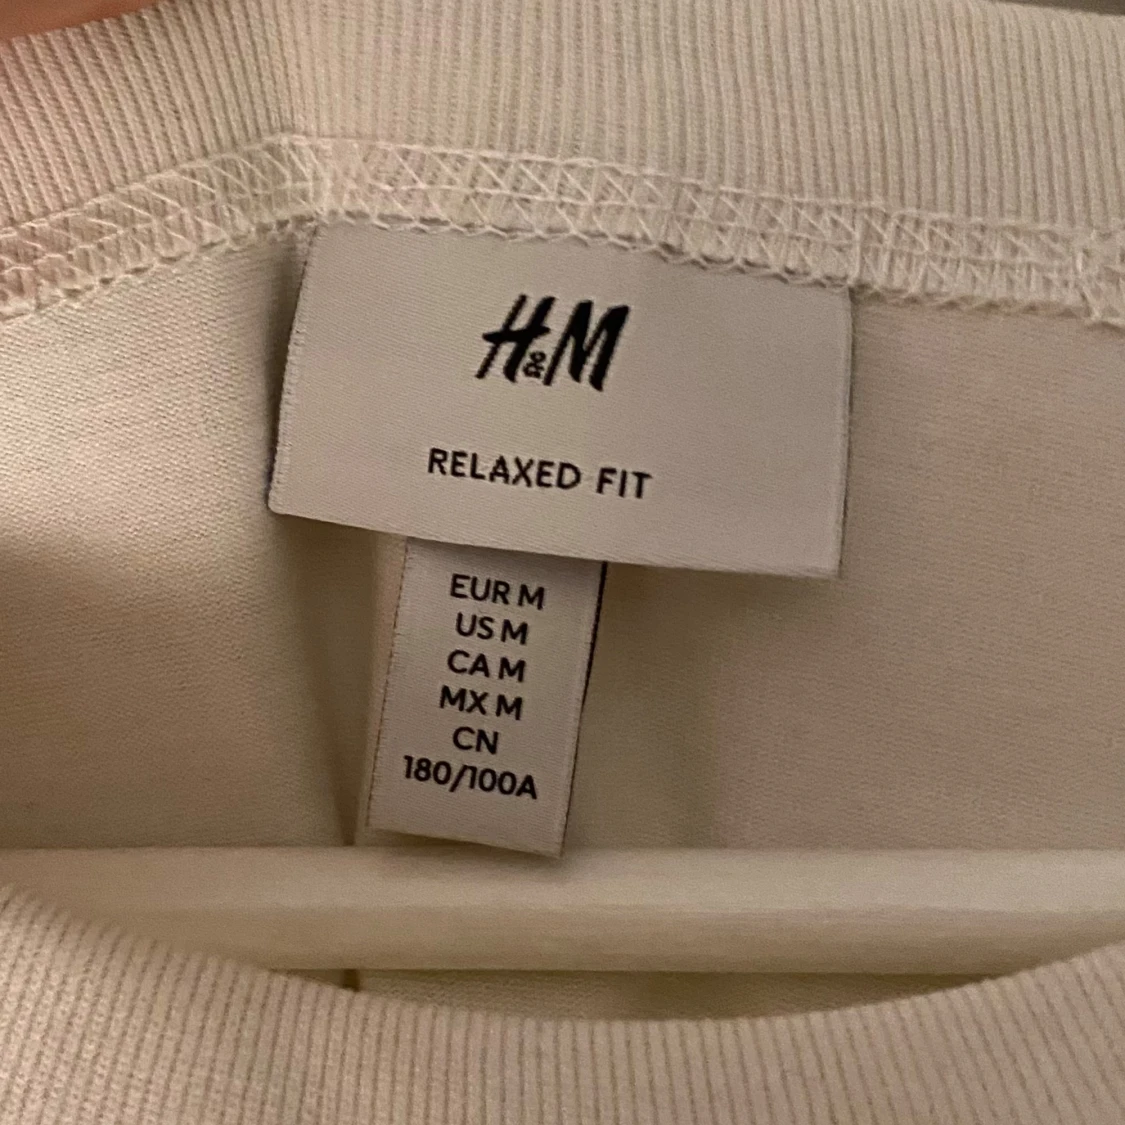 H&M
RELAXED FIT
EUR M
US M
CA M
MX M
CN
180/100A